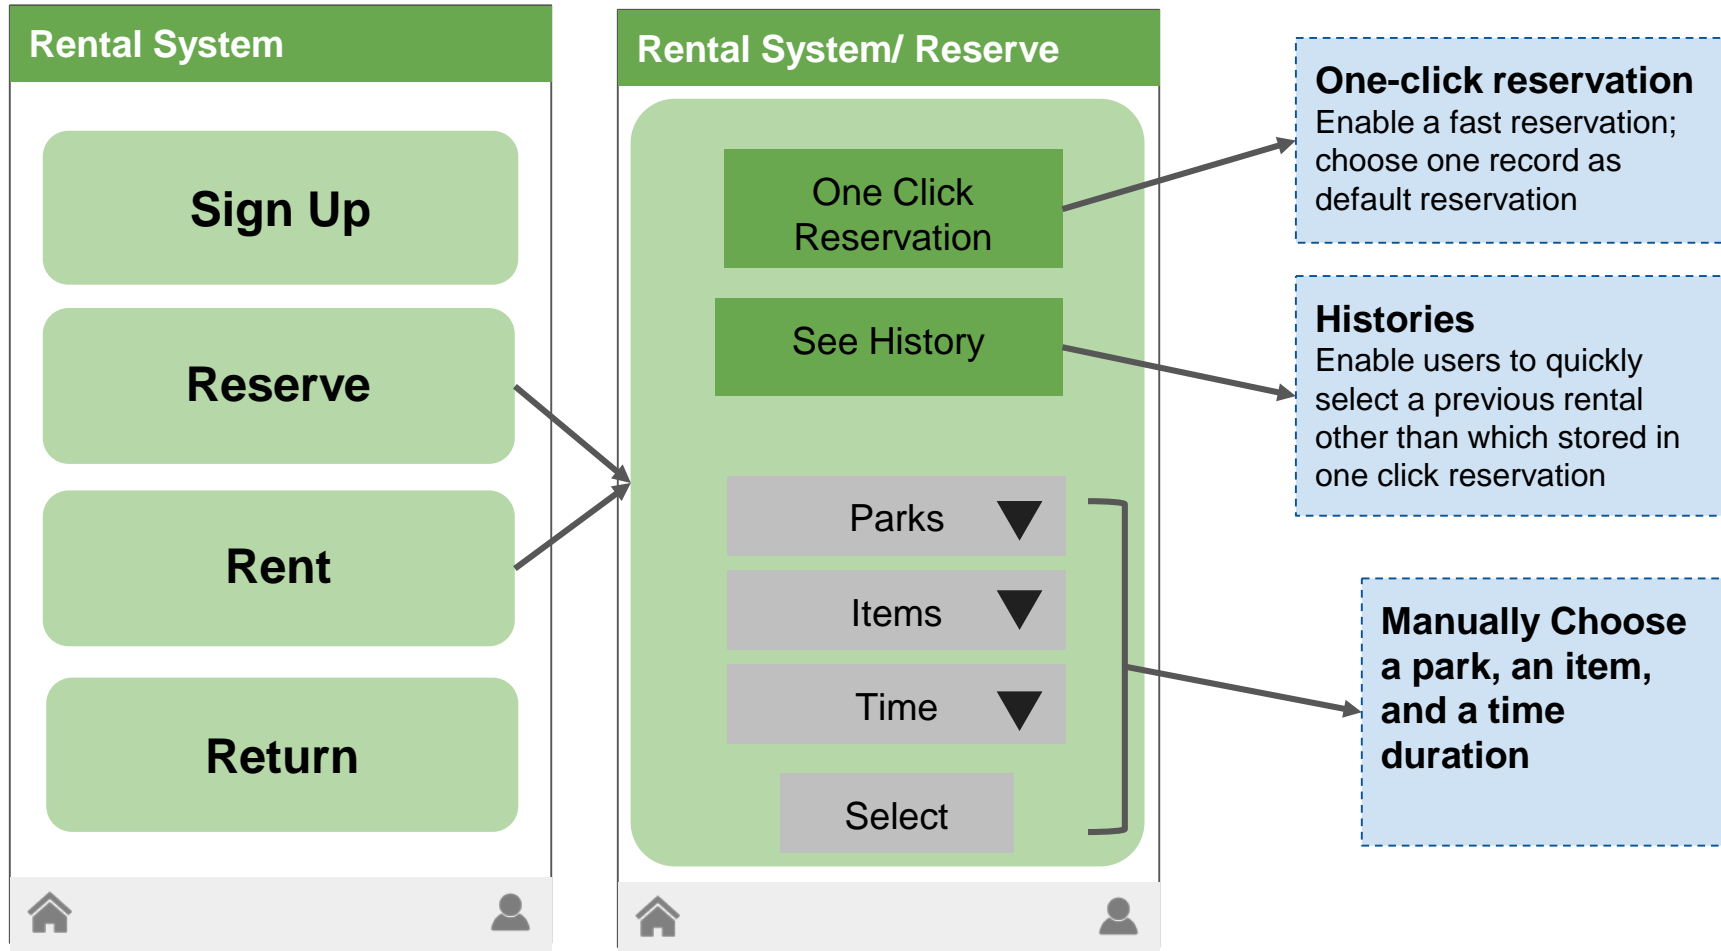 Rental System
Sign Up
Reserve
Rent
Return
Rental System/ Reserve
One Click
Reservation
See History
Parks
Items
Time
Select
One-click reservation
Enable a fast reservation;
choose one record as
default reservation
Histories
Enable users to quickly
select a previous rental
other than which stored in
one click reservation
Manually Choose
a park, an item,
and a time
duration